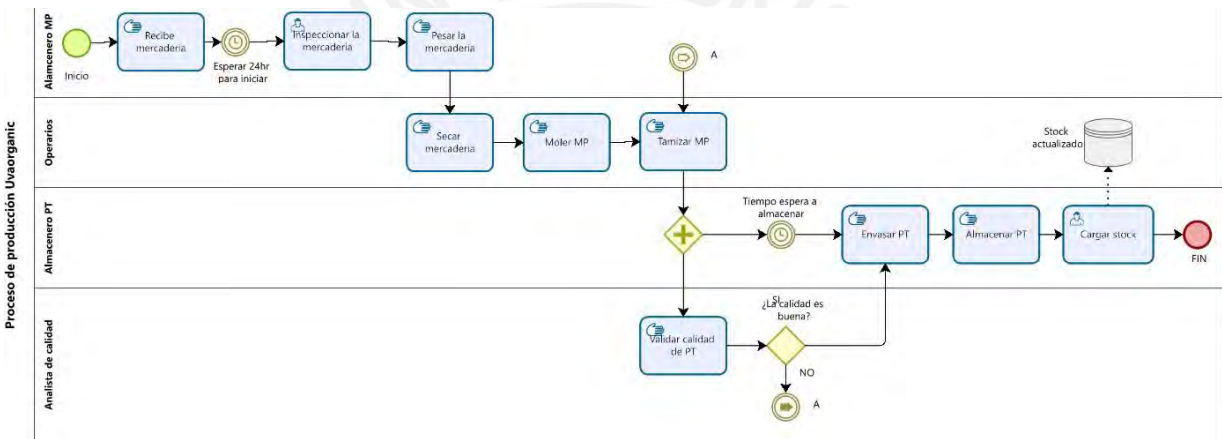 Proceso de producción Uvaorganic
Alamcenero MP
Inicio
Recibe
mercaderia
Esperar 24hr
para iniciar
Inspeccionar la
mercaderia
Pesar la
mercaderia
A
Operarios
Secar
mercaderia
Moler MP
Tamizar MP
Stock
actualizado
Almacenero PT
Tiempo espera a
almacenar
Envasar PT
Almacenar PT
Cargar stock
FIN
Analista de calidad
Validar calidad
de PT
SI
¿La calidad es
buena?
NO
A